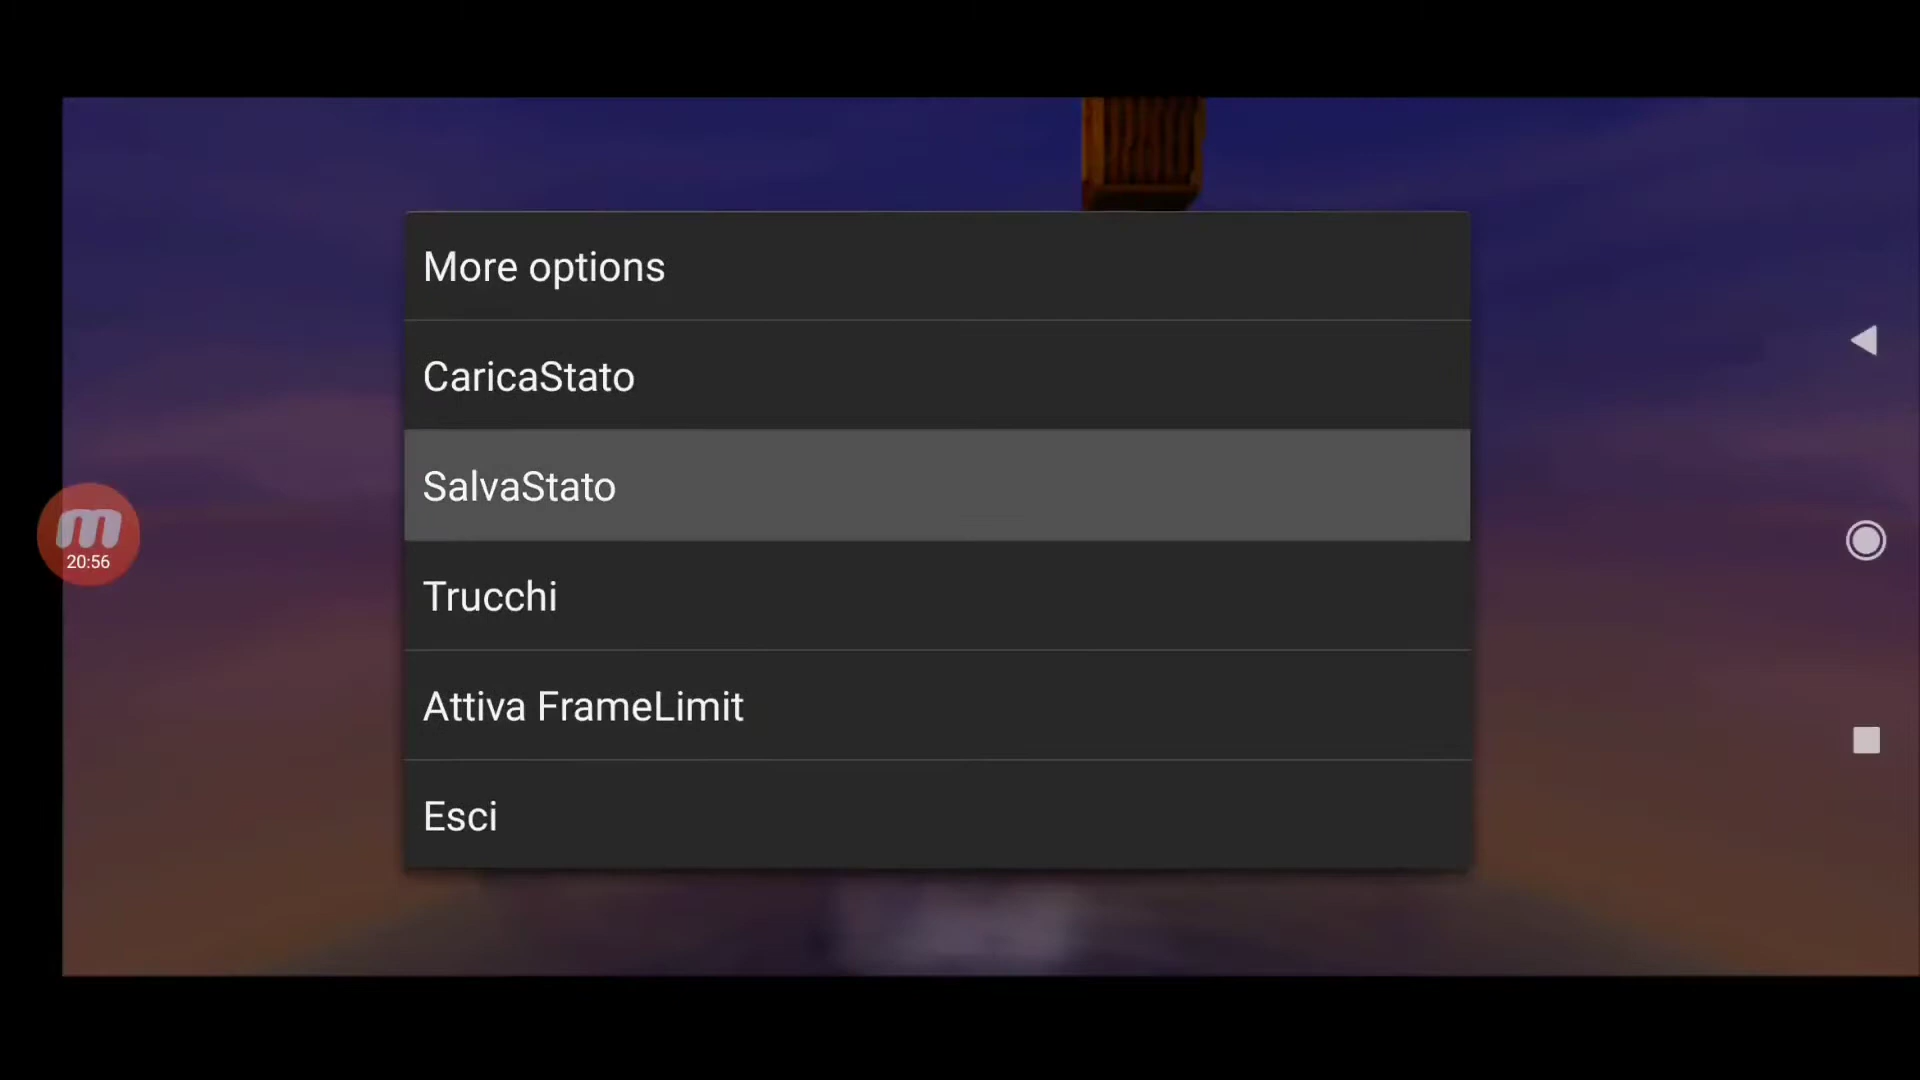 More options
CaricaStato
SalvaStato
m
20:56
Trucchi
Attiva FrameLimit
Esci